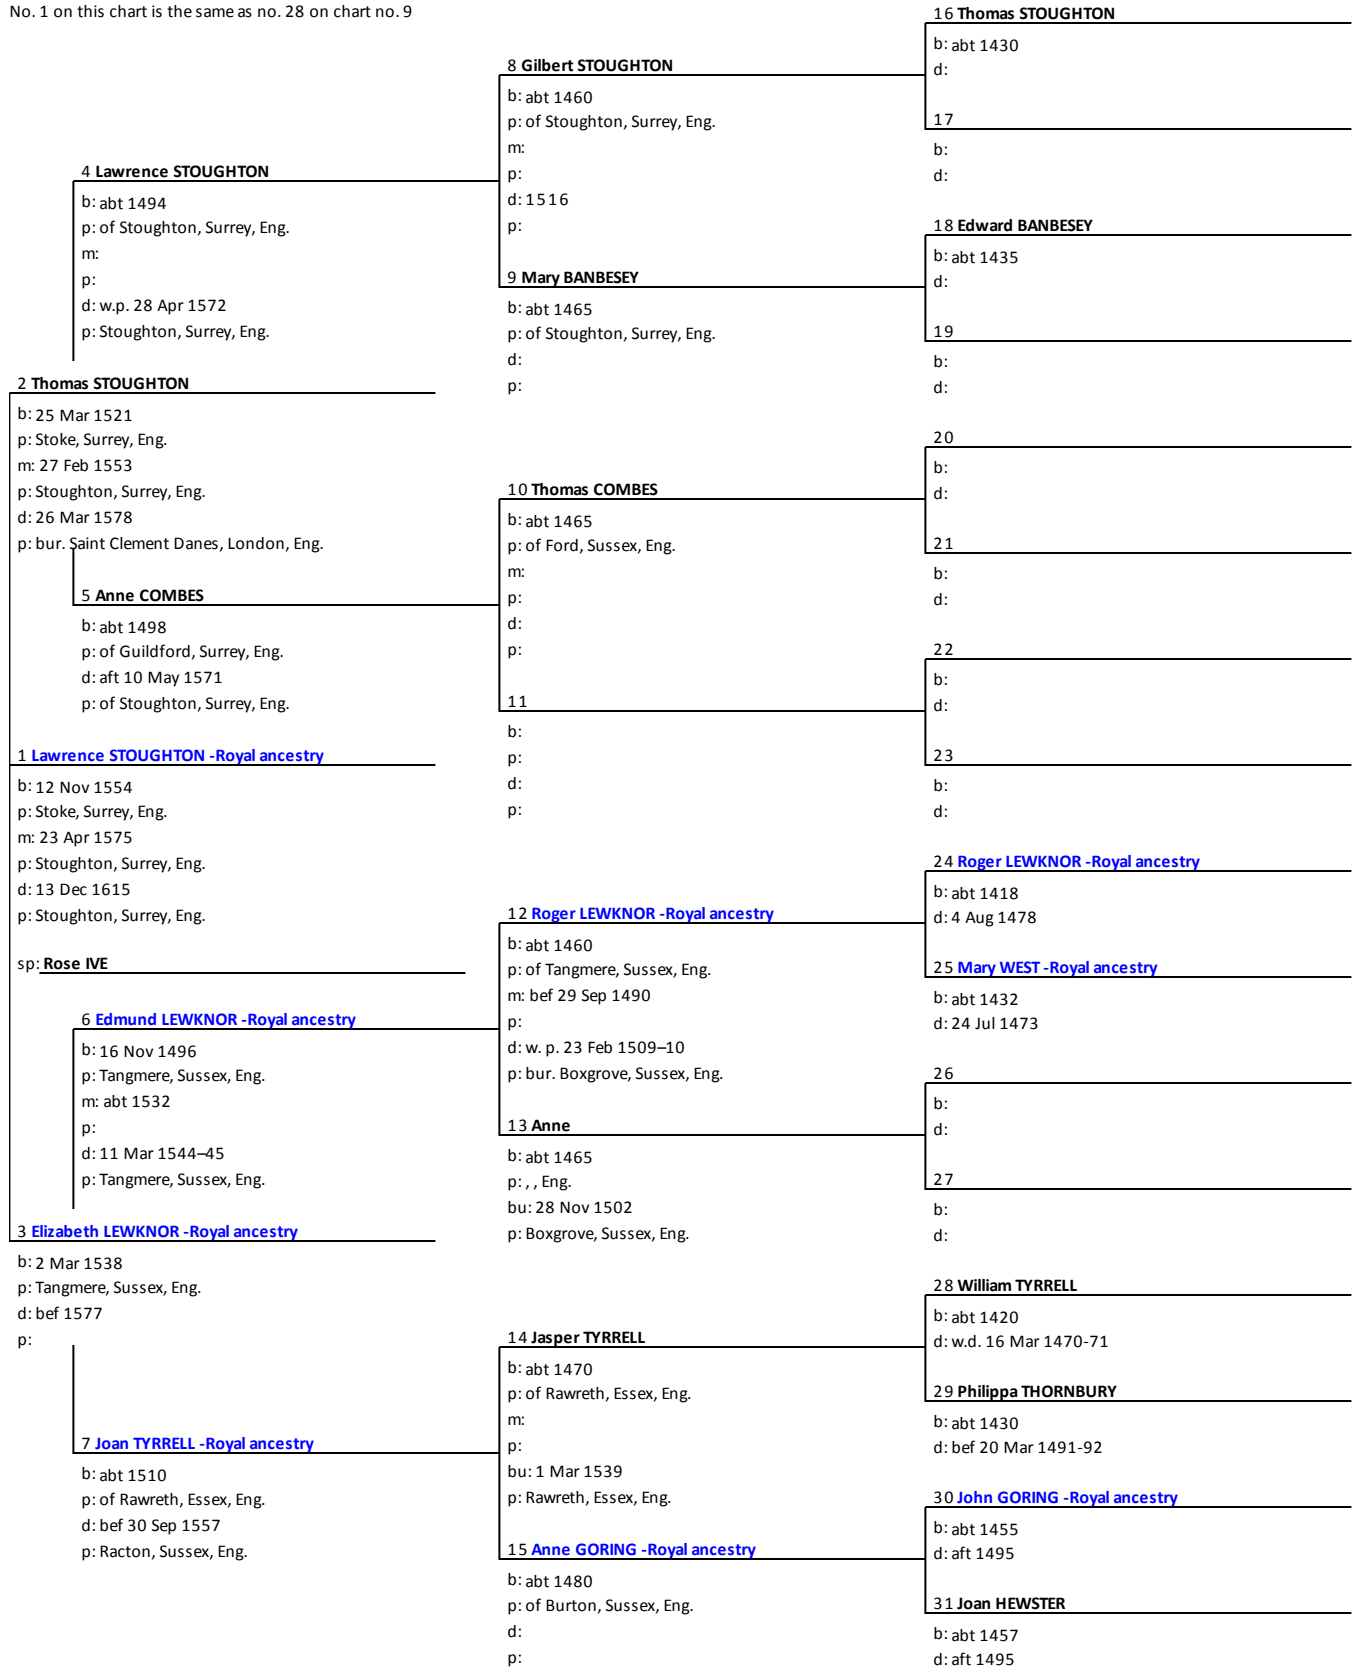 No. 1 on this chart is the same as no. 28 on chart no. 9
16 Thomas STOUGHTON
b: abt 1430
d:
8 Gilbert STOUGHTON
b: abt 1460
p: of Stoughton, Surrey, Eng.
m:
p:
d: 1516
p:
17
b:
d:
4 Lawrence STOUGHTON
b: abt 1494
p: of Stoughton, Surrey, Eng.
m:
p:
d: w.p. 28 Apr 1572
p: Stoughton, Surrey, Eng.
18 Edward BANBESEY
b: abt 1435
d:
9 Mary BANBESEY
b: abt 1465
p: of Stoughton, Surrey, Eng.
d:
p:
19
b:
d:
2 Thomas STOUGHTON
b: 25 Mar 1521
p: Stoke, Surrey, Eng.
m: 27 Feb 1553
p: Stoughton, Surrey, Eng.
d: 26 Mar 1578
p: bur. Saint Clement Danes, London, Eng.
20
b:
d:
10 Thomas COMBES
b: abt 1465
p: of Ford, Sussex, Eng.
m:
p:
d:
p:
21
b:
d:
5 Anne COMBES
b: abt 1498
p: of Guildford, Surrey, Eng.
d: aft 10 May 1571
p: of Stoughton, Surrey, Eng.
22
b:
d:
11
b:
p:
d:
p:
23
b:
d:
1 Lawrence STOUGHTON -Royal ancestry
b: 12 Nov 1554
p: Stoke, Surrey, Eng.
m: 23 Apr 1575
p: Stoughton, Surrey, Eng.
d: 13 Dec 1615
p: Stoughton, Surrey, Eng.
sp: Rose IVE
24 Roger LEWKNOR -Royal ancestry
b: abt 1418
d: 4 Aug 1478
12 Roger LEWKNOR -Royal ancestry
b: abt 1460
p: of Tangmere, Sussex, Eng.
m: bef 29 Sep 1490
p:
d: w. p. 23 Feb 1509–10
p: bur. Boxgrove, Sussex, Eng.
25 Mary WEST -Royal ancestry
b: abt 1432
d: 24 Jul 1473
6 Edmund LEWKNOR -Royal ancestry
b: 16 Nov 1496
p: Tangmere, Sussex, Eng.
m: abt 1532
p:
d: 11 Mar 1544–45
p: Tangmere, Sussex, Eng.
26
b:
d:
13 Anne
b: abt 1465
p: , , Eng.
bu: 28 Nov 1502
p: Boxgrove, Sussex, Eng.
27
b:
d:
3 Elizabeth LEWKNOR -Royal ancestry
b: 2 Mar 1538
p: Tangmere, Sussex, Eng.
d: bef 1577
p:
28 William TYRRELL
b: abt 1420
d: w.d. 16 Mar 1470-71
14 Jasper TYRRELL
b: abt 1470
p: of Rawreth, Essex, Eng.
m:
p:
bu: 1 Mar 1539
p: Rawreth, Essex, Eng.
29 Philippa THORNBURY
b: abt 1430
d: bef 20 Mar 1491-92
7 Joan TYRRELL -Royal ancestry
b: abt 1510
p: of Rawreth, Essex, Eng.
d: bef 30 Sep 1557
p: Racton, Sussex, Eng.
30 John GORING -Royal ancestry
b: abt 1455
d: aft 1495
15 Anne GORING -Royal ancestry
b: abt 1480
p: of Burton, Sussex, Eng.
d:
p:
31 Joan HEWSTER
b: abt 1457
d: aft 1495